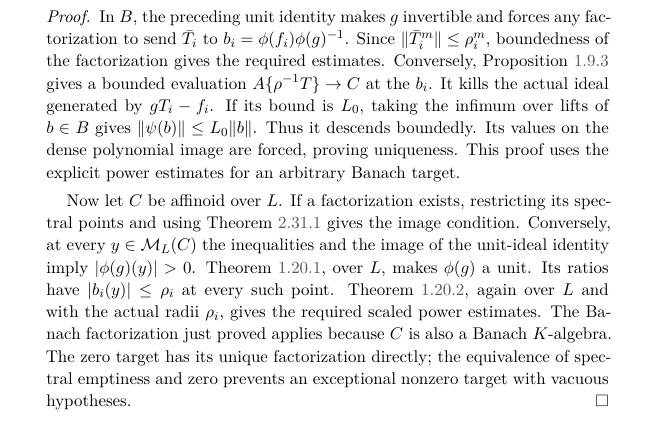 Proof. In B, the preceding unit identity makes g invertible and forces any fac-
torization to send T̄ᵢ to bᵢ = ϕ(fᵢ)ϕ(g)⁻¹. Since ‖T̄ᵢᵐ‖ ≤ ρᵢᵐ, boundedness of
the factorization gives the required estimates. Conversely, Proposition 1.9.3
gives a bounded evaluation A{ρ⁻¹T} → C at the bᵢ. It kills the actual ideal
generated by gTᵢ − fᵢ. If its bound is L₀, taking the infimum over lifts of
b ∈ B gives ‖ψ(b)‖ ≤ L₀‖b‖. Thus it descends boundedly. Its values on the
dense polynomial image are forced, proving uniqueness. This proof uses the
explicit power estimates for an arbitrary Banach target.
Now let C be affinoid over L. If a factorization exists, restricting its spec-
tral points and using Theorem 2.31.1 gives the image condition. Conversely,
at every y ∈ ℳ_L(C) the inequalities and the image of the unit-ideal identity
imply |ϕ(g)(y)| > 0. Theorem 1.20.1, over L, makes ϕ(g) a unit. Its ratios
have |bᵢ(y)| ≤ ρᵢ at every such point. Theorem 1.20.2, again over L and
with the actual radii ρᵢ, gives the required scaled power estimates. The Ba-
nach factorization just proved applies because C is also a Banach K-algebra.
The zero target has its unique factorization directly; the equivalence of spec-
tral emptiness and zero prevents an exceptional nonzero target with vacuous
hypotheses. □